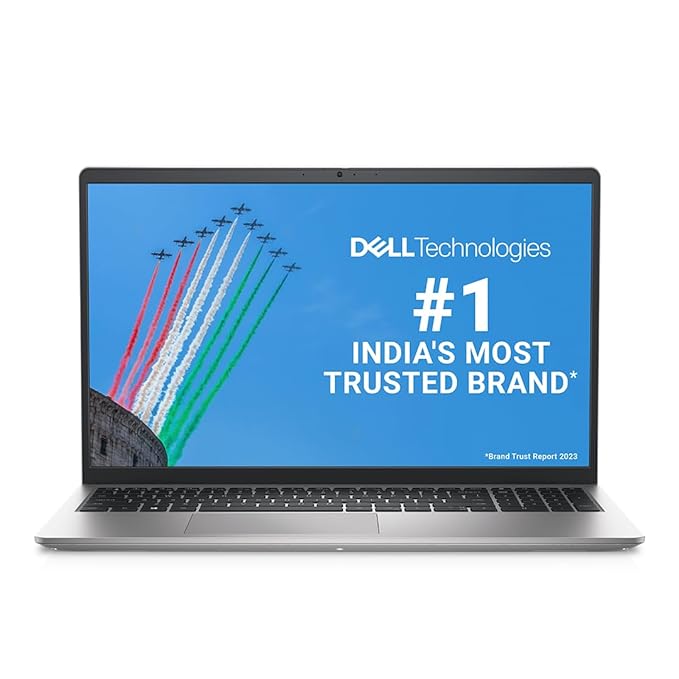 DELL Technologies
#1
INDIA'S MOST
TRUSTED BRAND*
*Brand Trust Report 2023